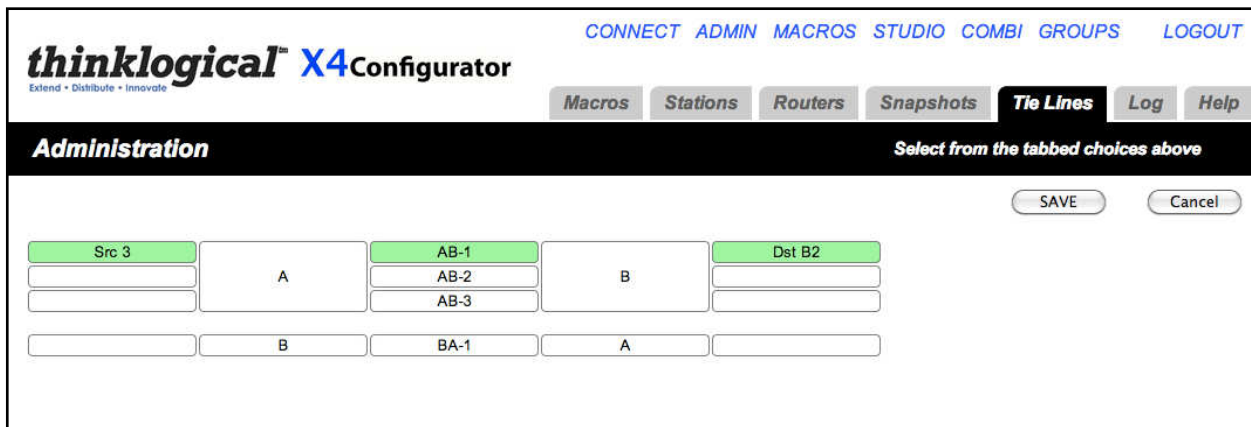 CONNECT ADMIN MACROS STUDIO COMBI GROUPS LOGOUT
thinklogical™ X4Configurator
Extend • Distribute • Innovate
Macros Stations Routers Snapshots Tie Lines Log Help
Administration Select from the tabbed choices above
SAVE Cancel
Src 3 A AB-1 B Dst B2
AB-2
AB-3
B BA-1 A